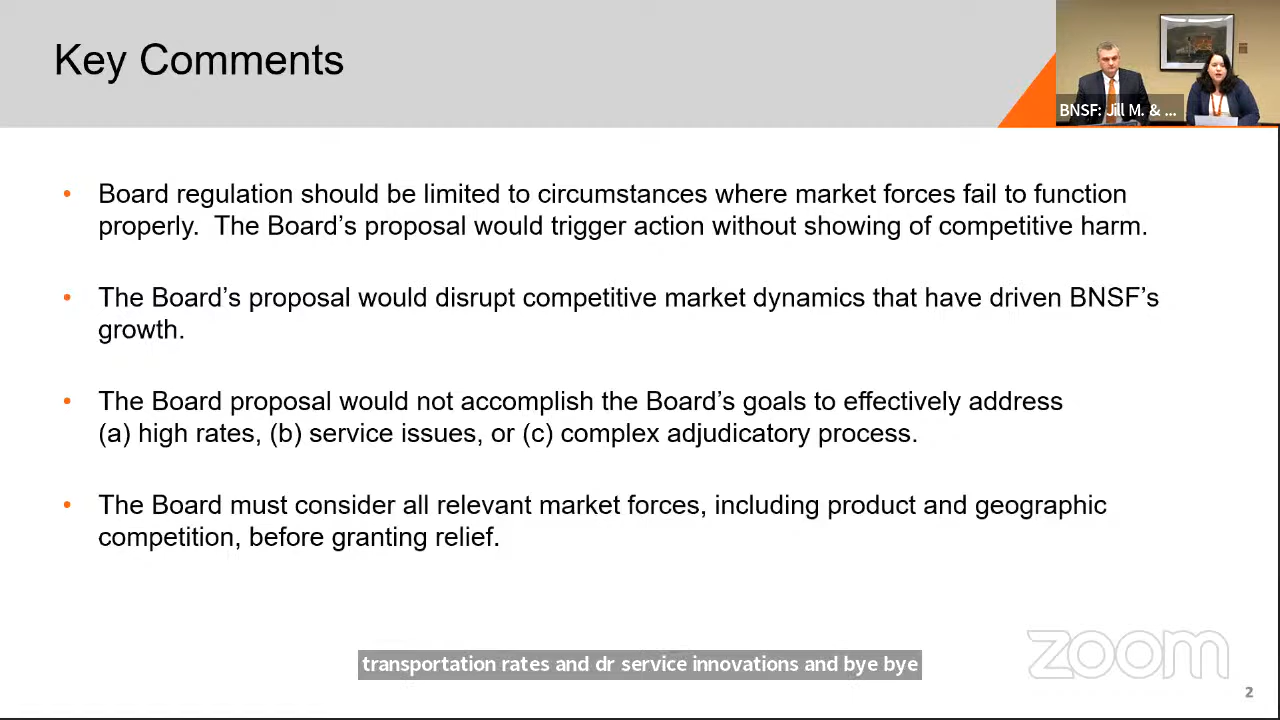 Key Comments
BNSF: Jill M. & ...
• Board regulation should be limited to circumstances where market forces fail to function
properly.  The Board's proposal would trigger action without showing of competitive harm.
• The Board's proposal would disrupt competitive market dynamics that have driven BNSF's
growth.
• The Board proposal would not accomplish the Board's goals to effectively address
(a) high rates, (b) service issues, or (c) complex adjudicatory process.
• The Board must consider all relevant market forces, including product and geographic
competition, before granting relief.
zoom
transportation rates and dr service innovations and bye bye
2